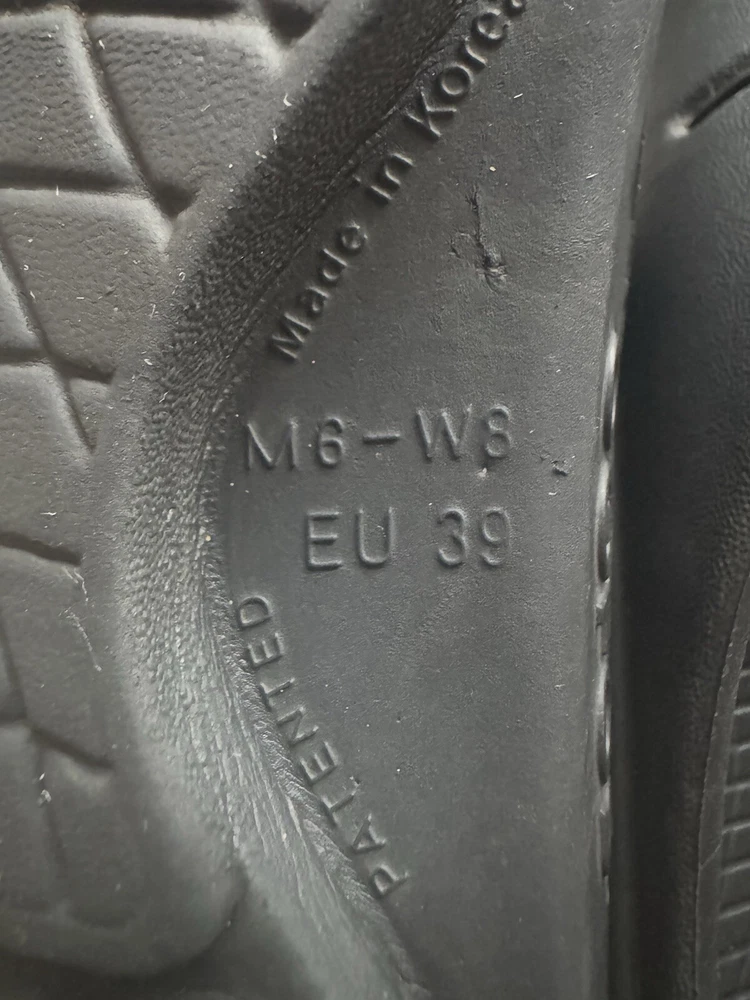 Made in Korea
M6-W8
EU 39
PATENTED